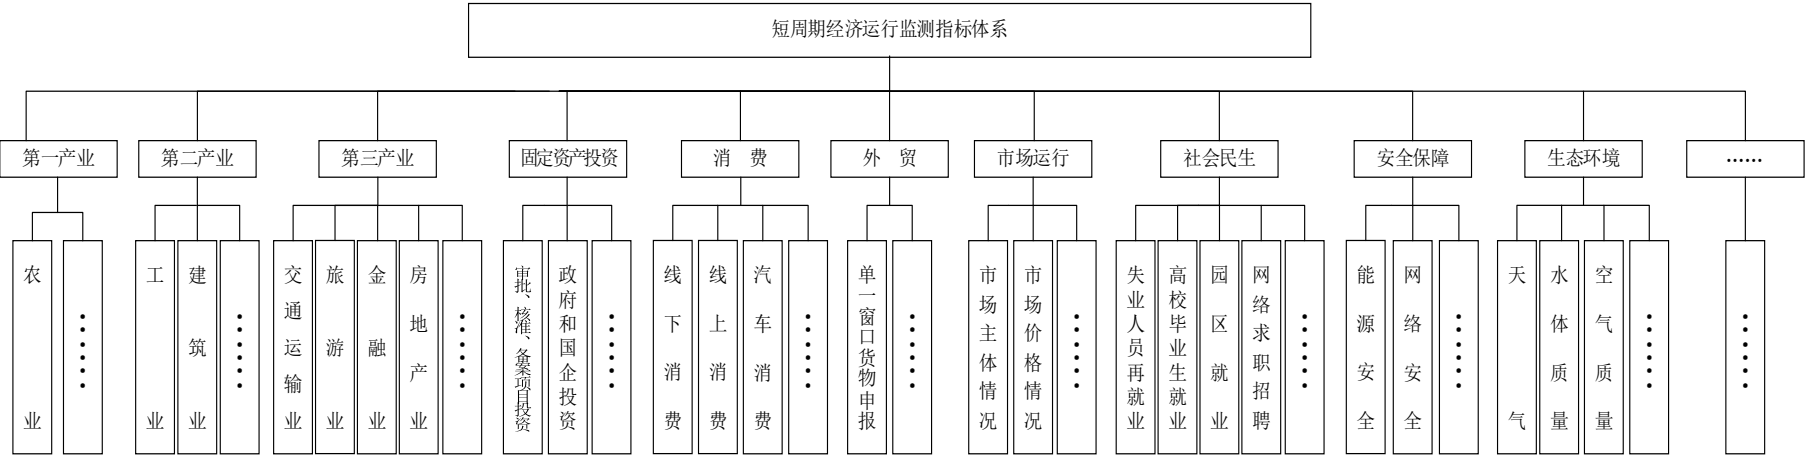 短周期经济运行监测指标体系
第一产业
第二产业
第三产业
固定资产投资
消　费
外　贸
市场运行
社会民生
安全保障
生态环境
……
农业
……
工业
建筑业
……
交通运输业
旅游业
金融业
房地产业
……
审批、核准、备案项目投资
政府和国企投资
……
线下消费
线上消费
汽车消费
……
单一窗口货物申报
……
市场主体情况
市场价格情况
……
失业人员再就业
高校毕业生就业
园区就业
网络求职招聘
……
能源安全
网络安全
……
天气
水体质量
空气质量
……
……